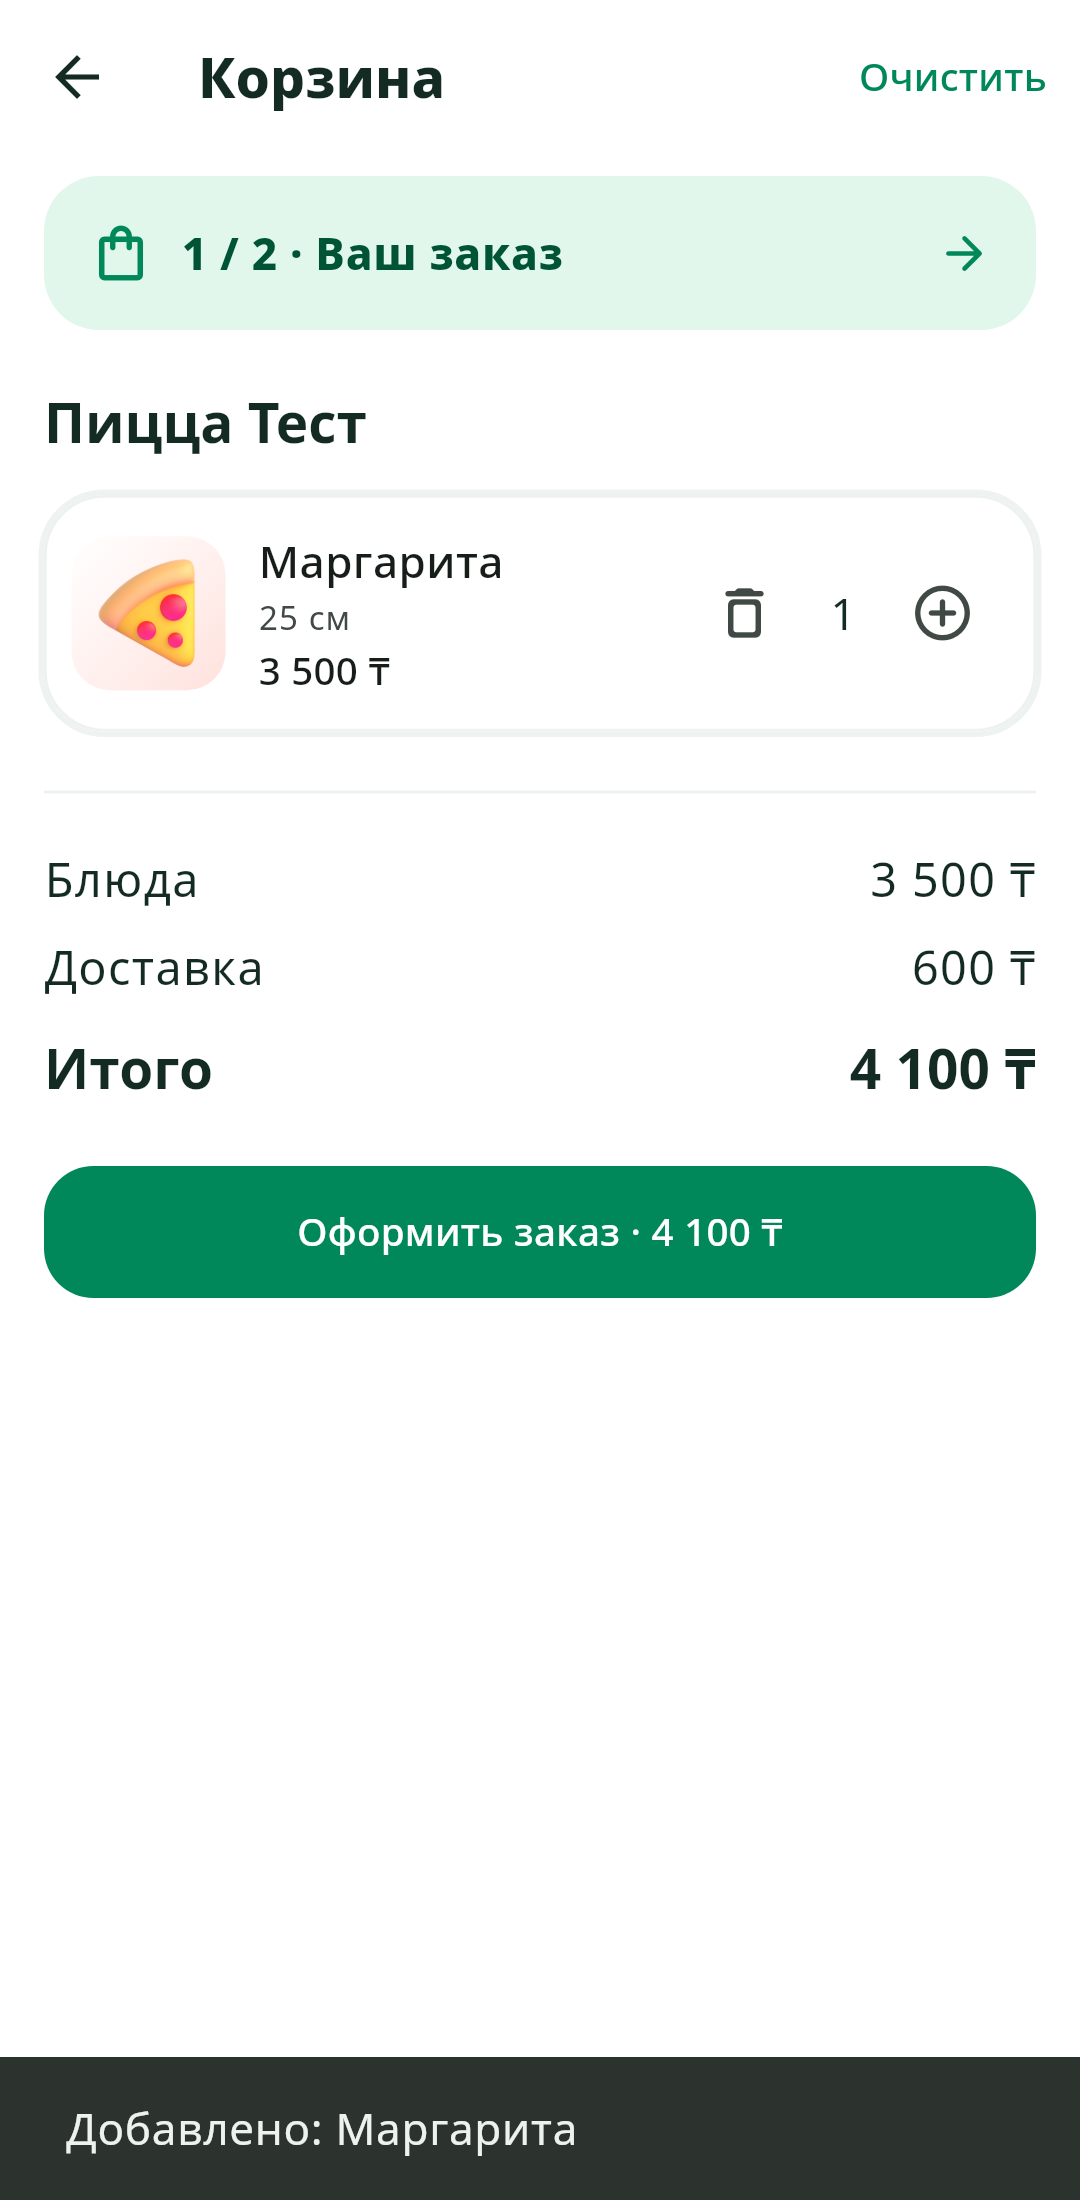 Корзина
Очистить
1 / 2 · Ваш заказ
Пицца Тест
Маргарита
25 см
3 500 ₸
1
Блюда
3 500 ₸
Доставка
600 ₸
Итого
4 100 ₸
Оформить заказ · 4 100 ₸
Добавлено: Маргарита